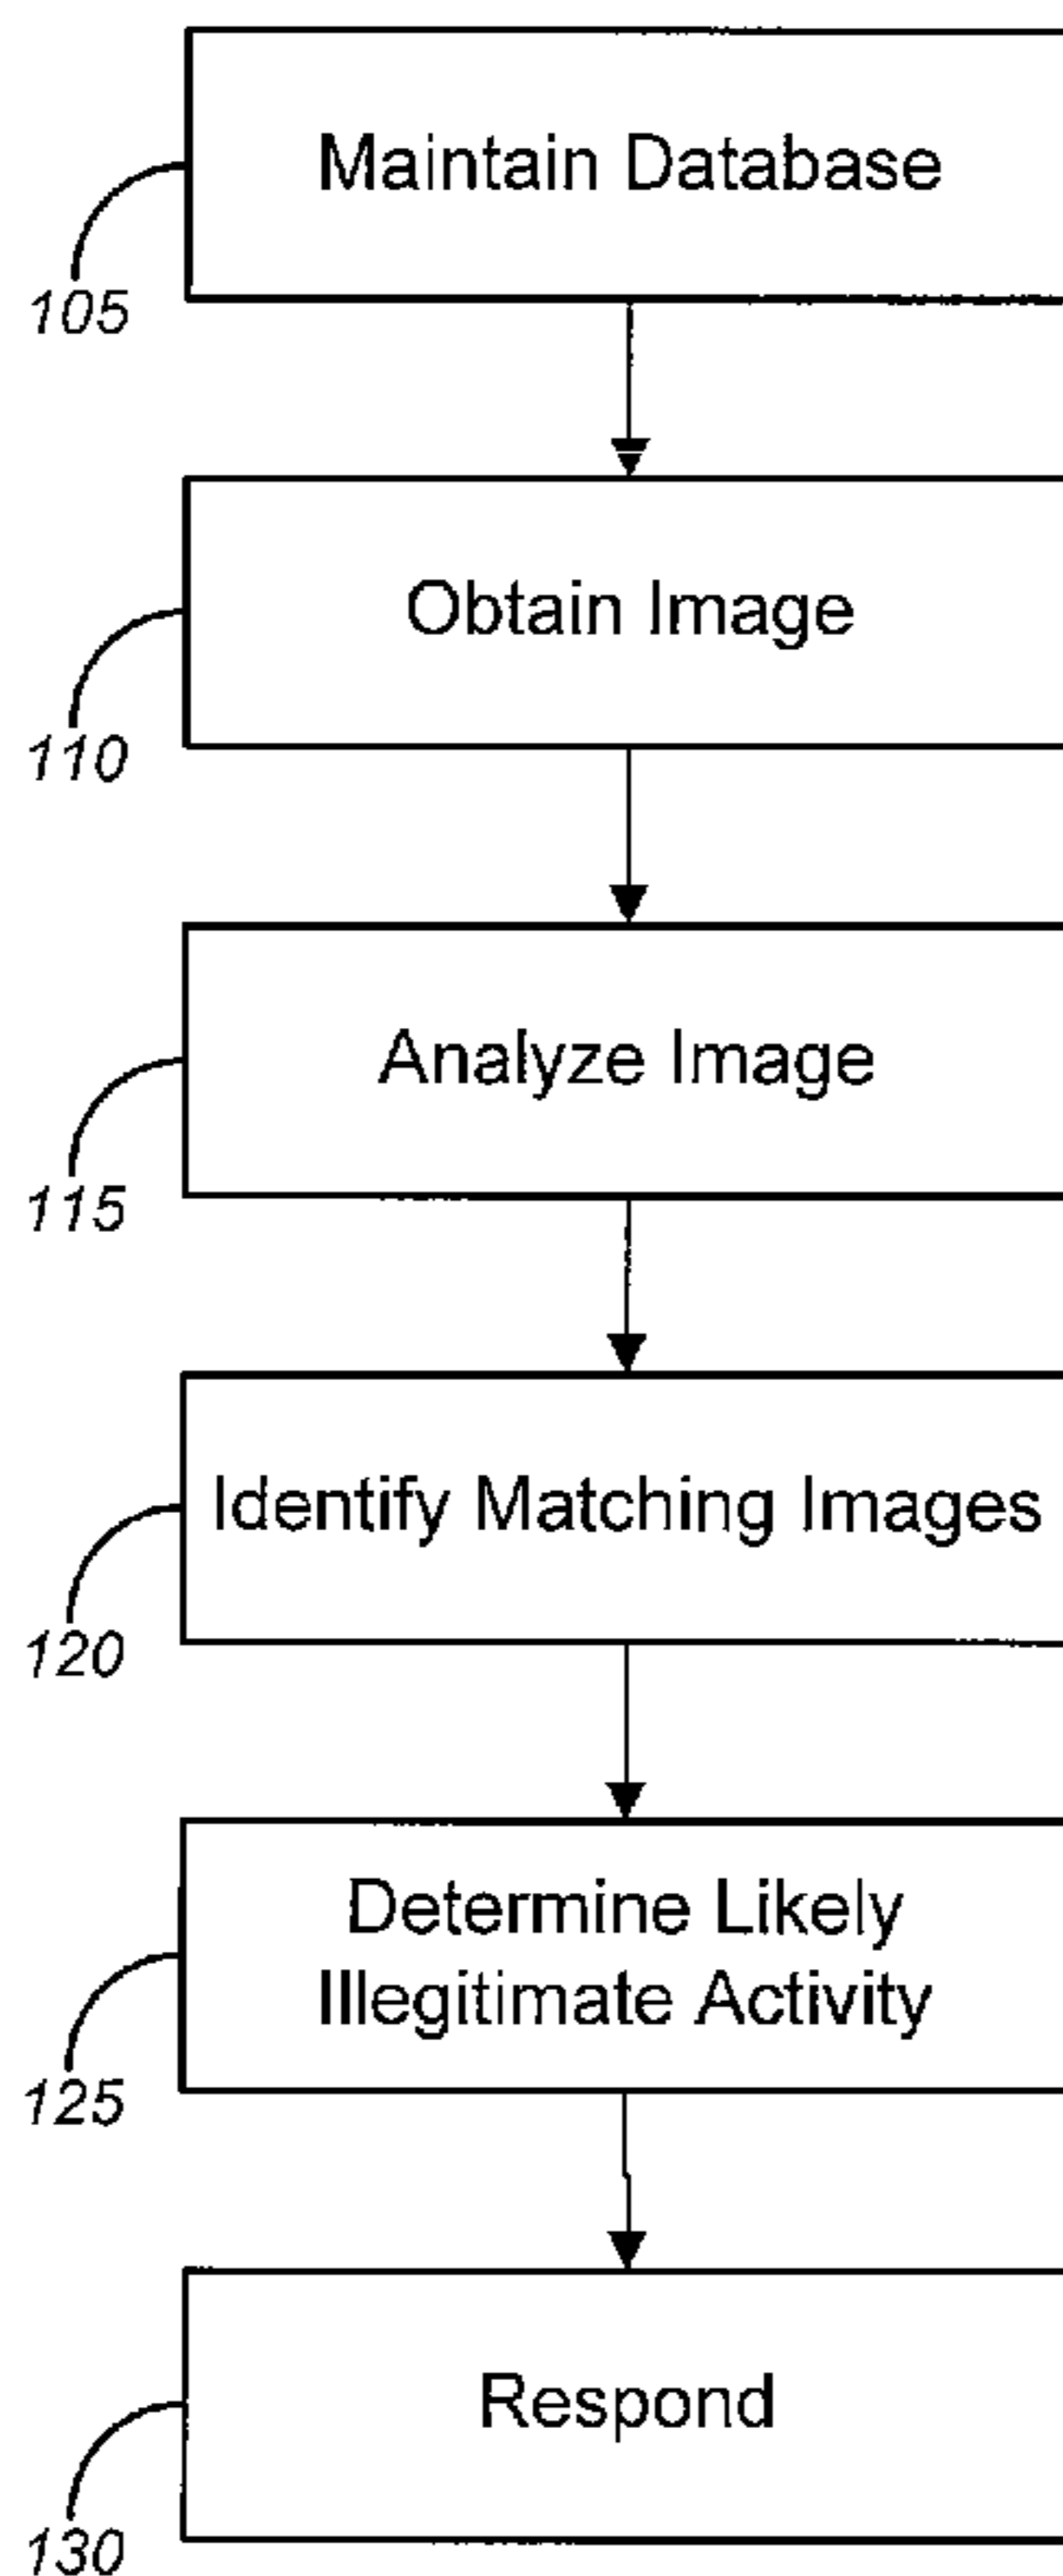 Maintain Database
105
Obtain Image
110
Analyze Image
115
Identify Matching Images
120
Determine Likely
Illegitimate Activity
125
Respond
130